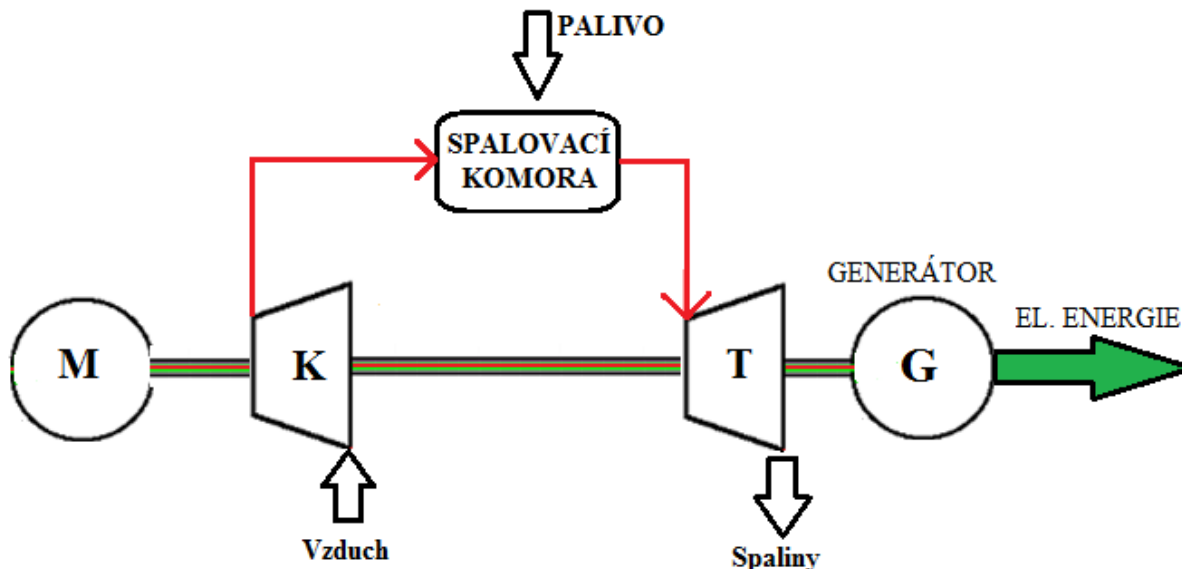 PALIVO
SPALOVACÍ
KOMORA
GENERÁTOR
EL. ENERGIE
M
K
T
G
Vzduch
Spaliny